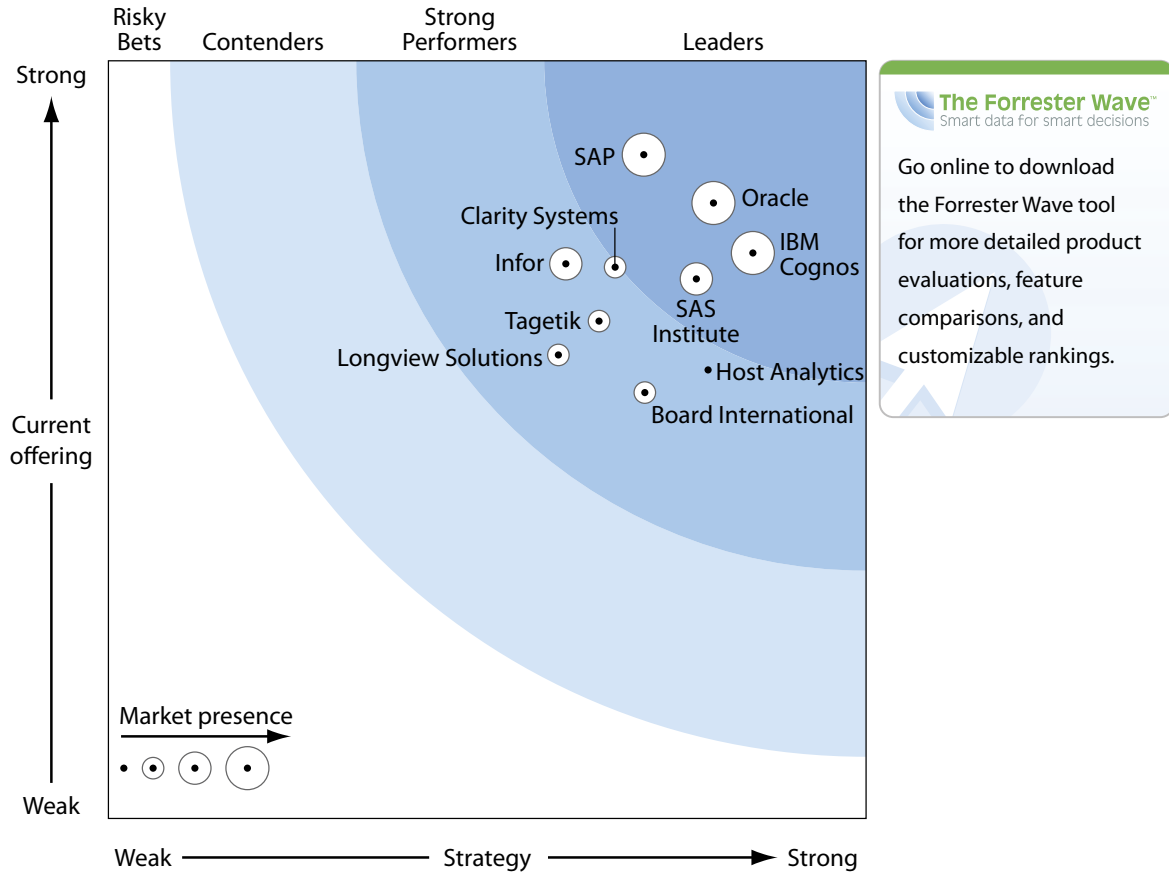 Risky
Bets
Contenders
Strong
Performers
Leaders
Strong
Current
offering
Weak
SAP
Oracle
Clarity Systems
IBM
Cognos
Infor
SAS
Institute
Tagetik
Longview Solutions
Host Analytics
Board International
Market presence
Weak
Strategy
Strong
The Forrester Wave™
Smart data for smart decisions
Go online to download
the Forrester Wave tool
for more detailed product
evaluations, feature
comparisons, and
customizable rankings.